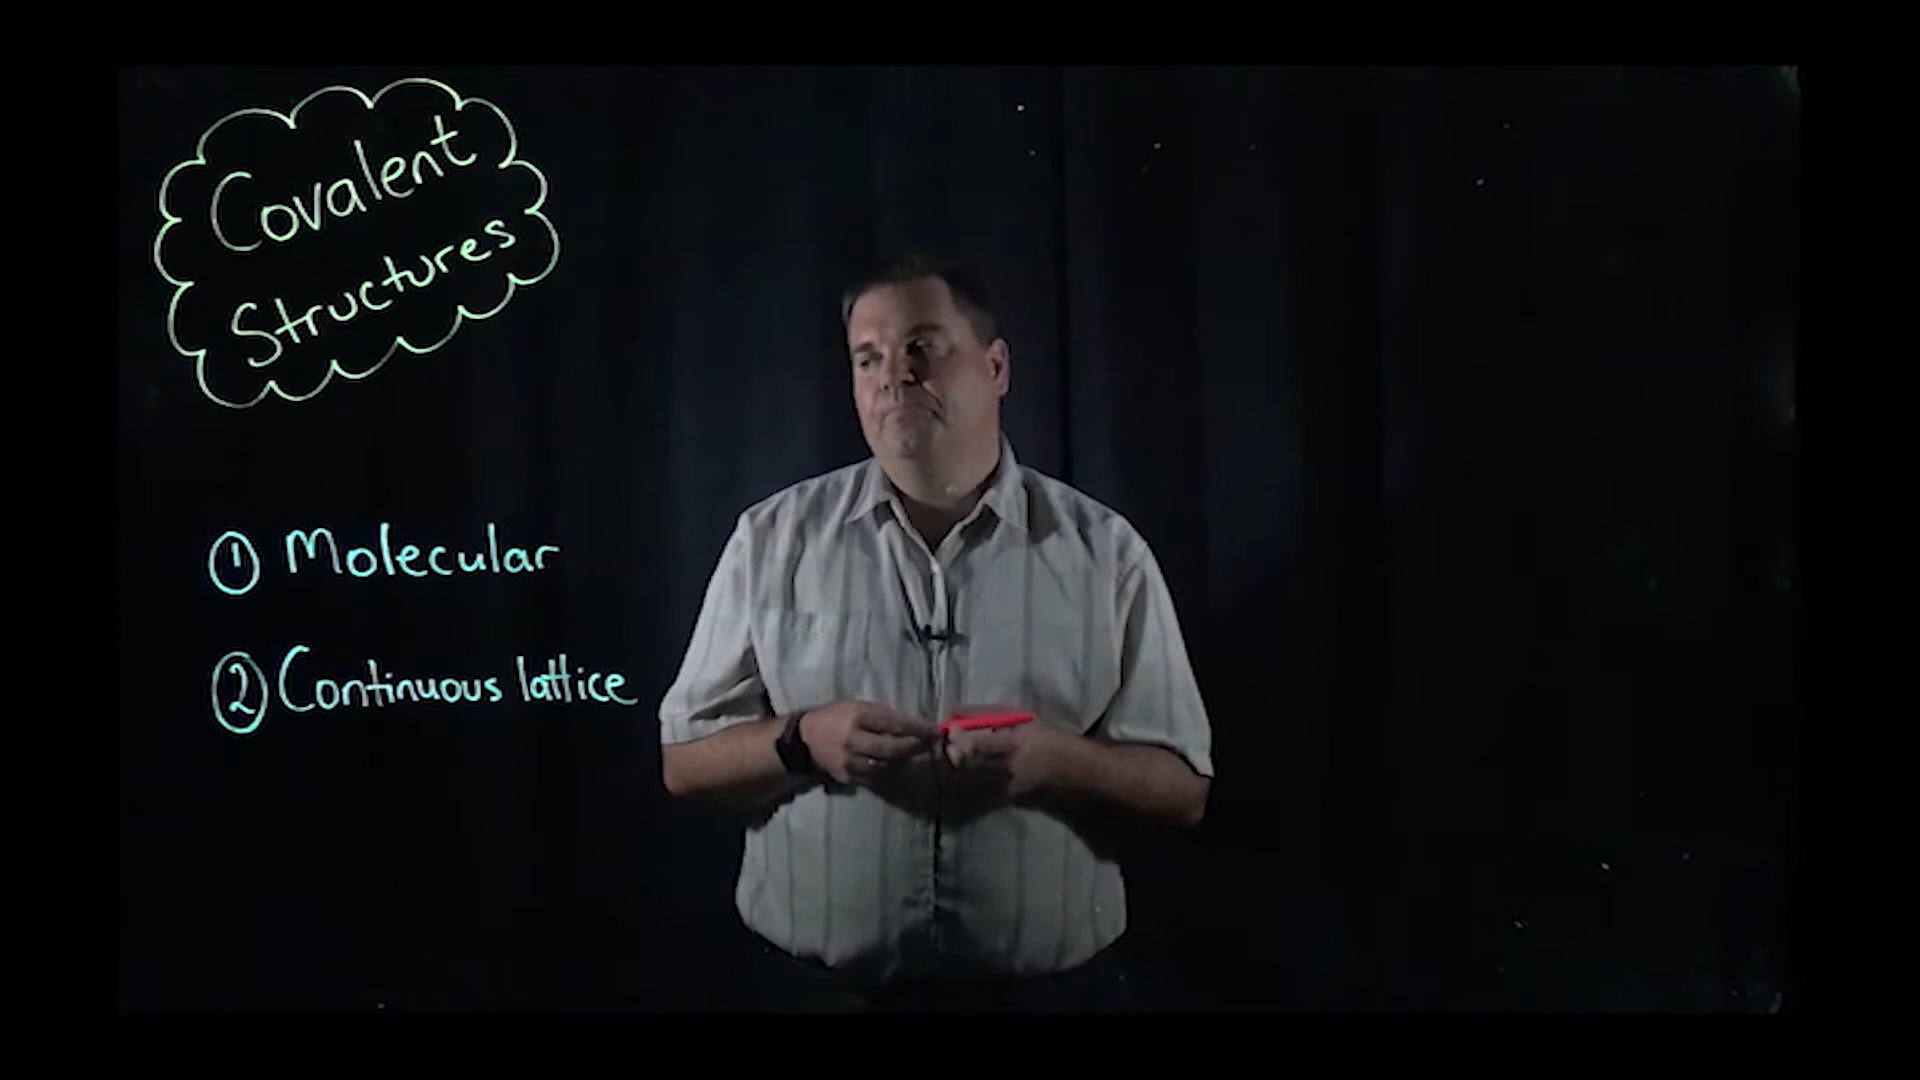 Covalent
Structures
① Molecular
② Continuous lattice